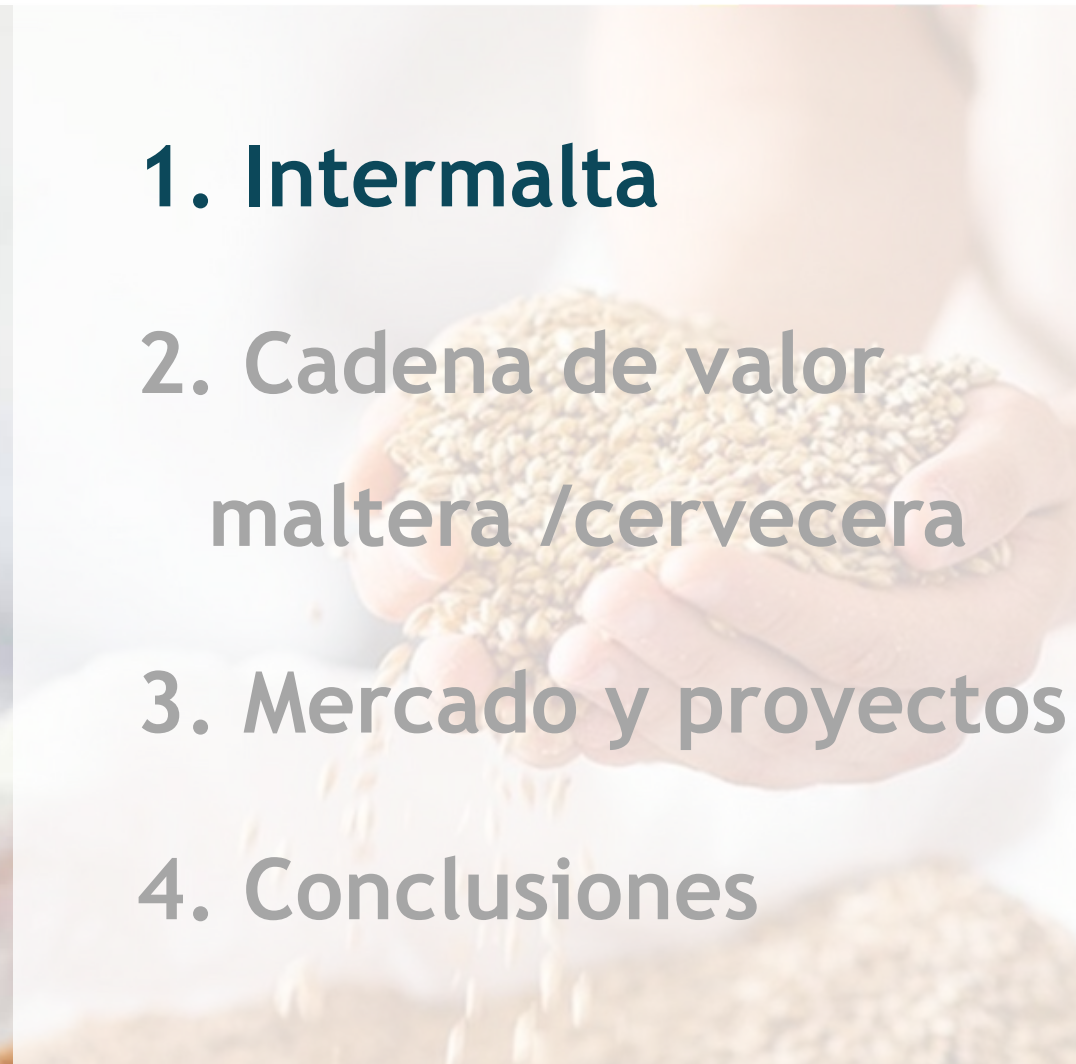 1. Intermalta
2. Cadena de valor
maltera /cervecera
3. Mercado y proyectos
4. Conclusiones